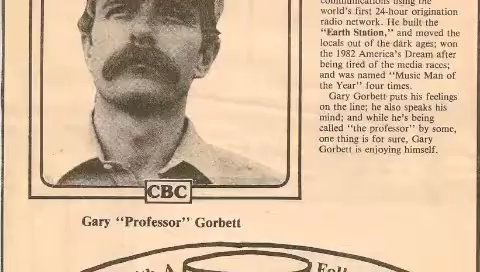 communications using the
world's first 24-hour origination
radio network. He built the
"Earth Station," and moved the
locals out of the dark ages; won
the 1982 America's Dream after
being tired of the media races;
and was named "Music Man of
the Year" four times.
Gary Gorbett puts his feelings
on the line; he also speaks his
mind; and while he's being
called "the professor" by some,
one thing is for sure, Gary
Gorbett is enjoying himself.
CBC
Gary "Professor" Gorbett